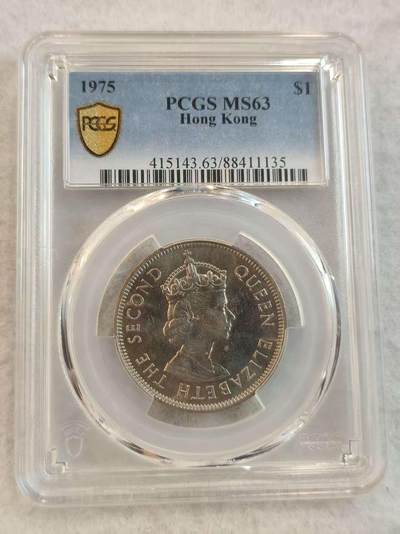 1975 $1
PCGS MS63
Hong Kong
PCGS
415143.63/88411135
QUEEN ELIZABETH THE SECOND